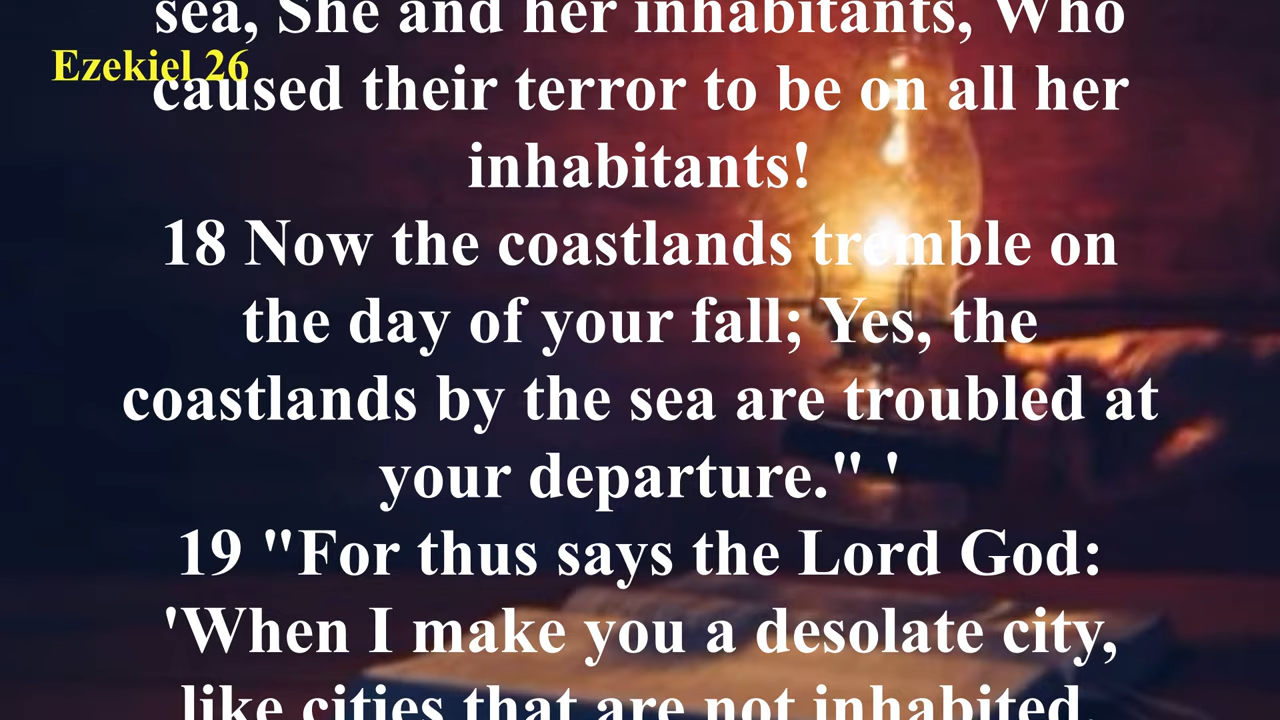 sea, She and her inhabitants, Who
Ezekiel 26
caused their terror to be on all her
inhabitants!
18 Now the coastlands tremble on
the day of your fall; Yes, the
coastlands by the sea are troubled at
your departure." '
19 "For thus says the Lord God:
'When I make you a desolate city,
like cities that are not inhabited,